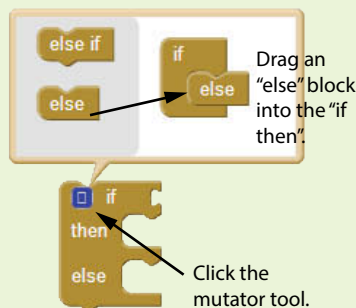 else if
else
if
else
Drag an
“else” block
into the “if
then”.
if
then
else
Click the
mutator tool.